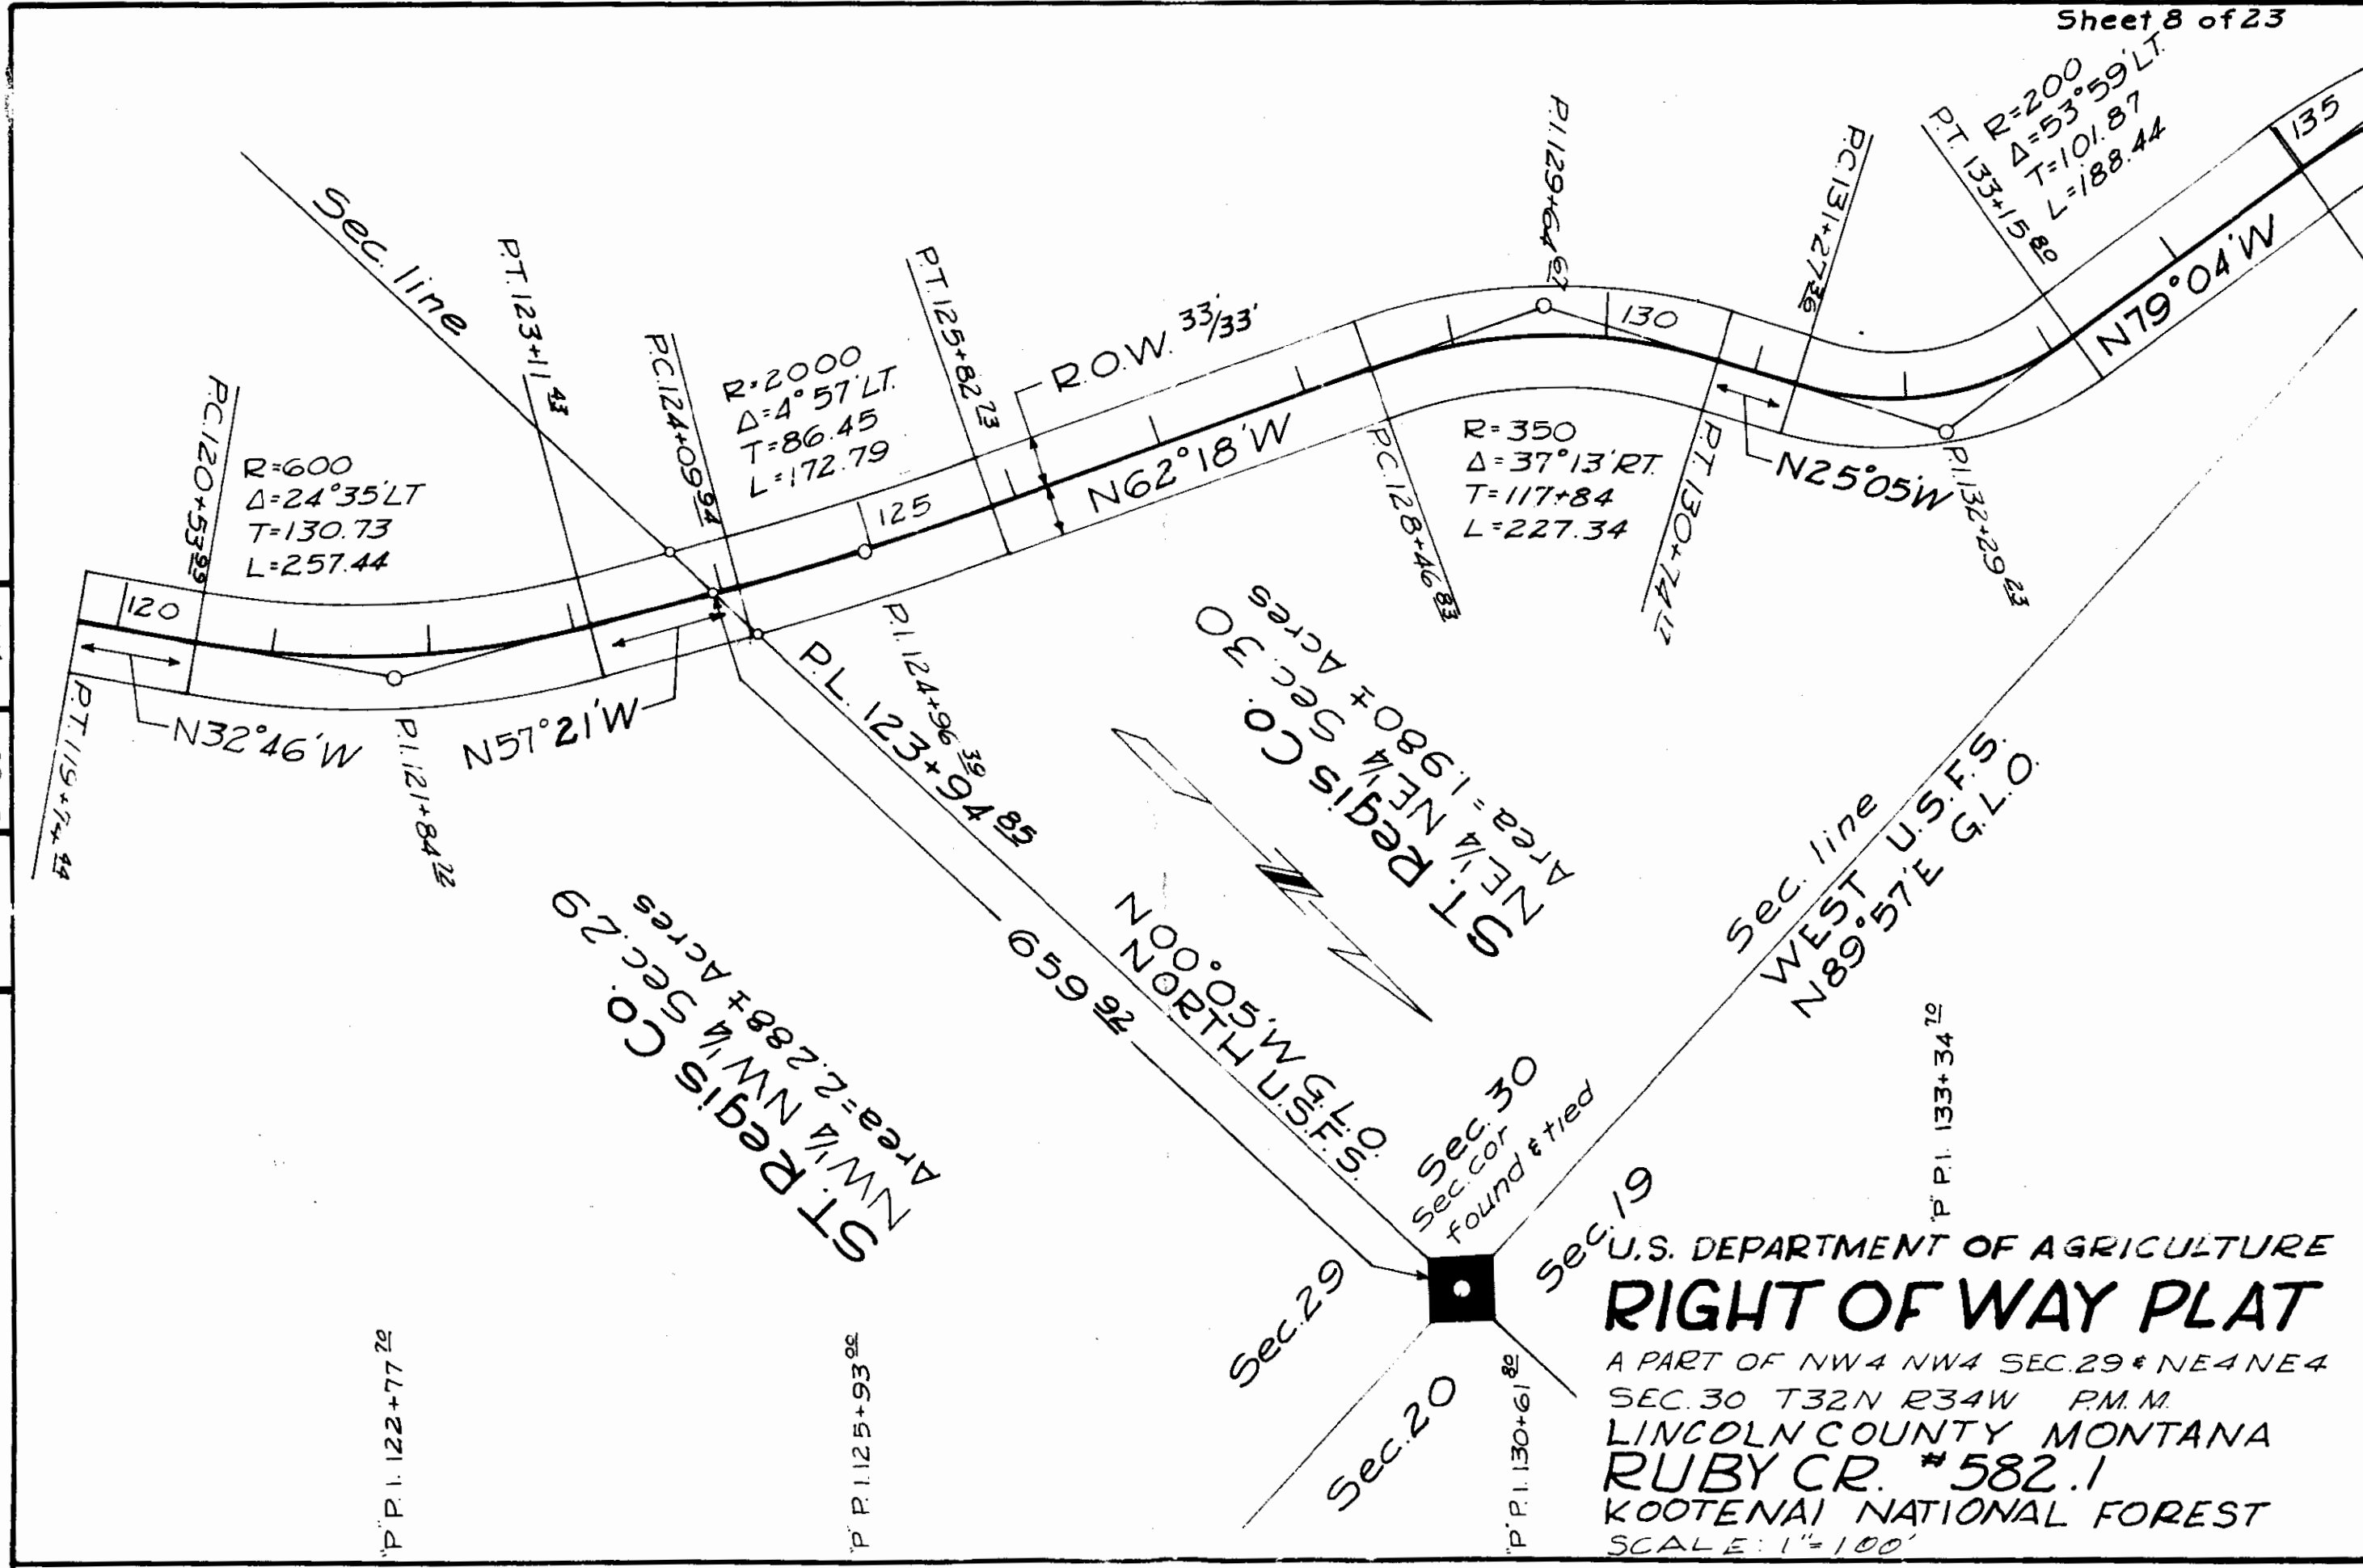 Sheet 8 of 23
R=200
Δ=53°59'LT.
T=101.87
L=188.44
P.T. 133+15 80
135
N79°04'W
P.C. 131+27 36
P.I. 129+64 67
130
P.I. 132+29 23
N25°05'W
P.T. 130+74 17
R=350
Δ=37°13'RT.
T=117+84
L=227.34
P.C. 128+46 83
R.O.W. 33/33'
N62°18'W
P.T. 125+82 73
R=2000
Δ=4°57'LT.
T=86.45
L=172.79
125
P.C. 124+09 94
P.I. 124+96 39
Sec. line
P.T. 123+11 43
P.L. 123+94 85
N57°21'W
P.C. 120+53 99
R=600
Δ=24°35'LT
T=130.73
L=257.44
120
N32°46'W
P.T. 119+74 94
P.I. 121+84 72
ST. Regis Co.
NE¼ NE¼ Sec. 30
Area = 1.980± Acres
ST. Regis Co.
NW¼ NW¼ Sec. 29
Area = 2.288± Acres
659 76
NORTH U.S.F.S.
Sec. line
WEST U.S.F.S.
N89°57'E G.L.O.
Sec. 30
Sec. cor
found & tied
Sec. 19
Sec. 29
Sec. 20
"P" P.I. 122+77 20
"P" P.I. 125+93 00
"P" P.I. 130+61 80
"P" P.I. 133+34 70
U.S. DEPARTMENT OF AGRICULTURE
RIGHT OF WAY PLAT
A PART OF NW4 NW4 SEC. 29 & NE4 NE4
SEC. 30 T32N R34W P.M.M.
LINCOLN COUNTY MONTANA
RUBY CR. #582.1
KOOTENAI NATIONAL FOREST
SCALE: 1"=100'